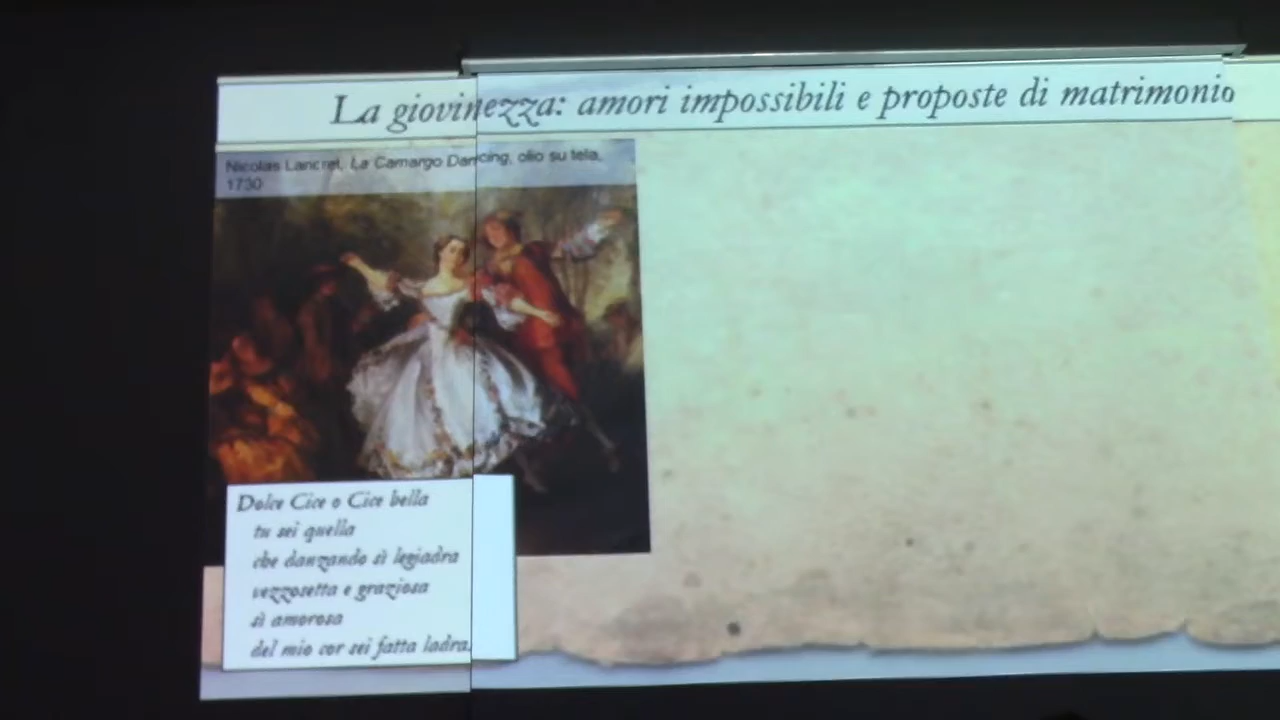 La giovinezza: amori impossibili e proposte di matrimonio
Nicolas Lancret, La Camargo Dancing, olio su tela,
1730
Dolce Cice o Cice bella
tu sei quella
che danzando sì legiadra
vezzosetta e graziosa
sì amorosa
del mio cor sei fatta ladra.